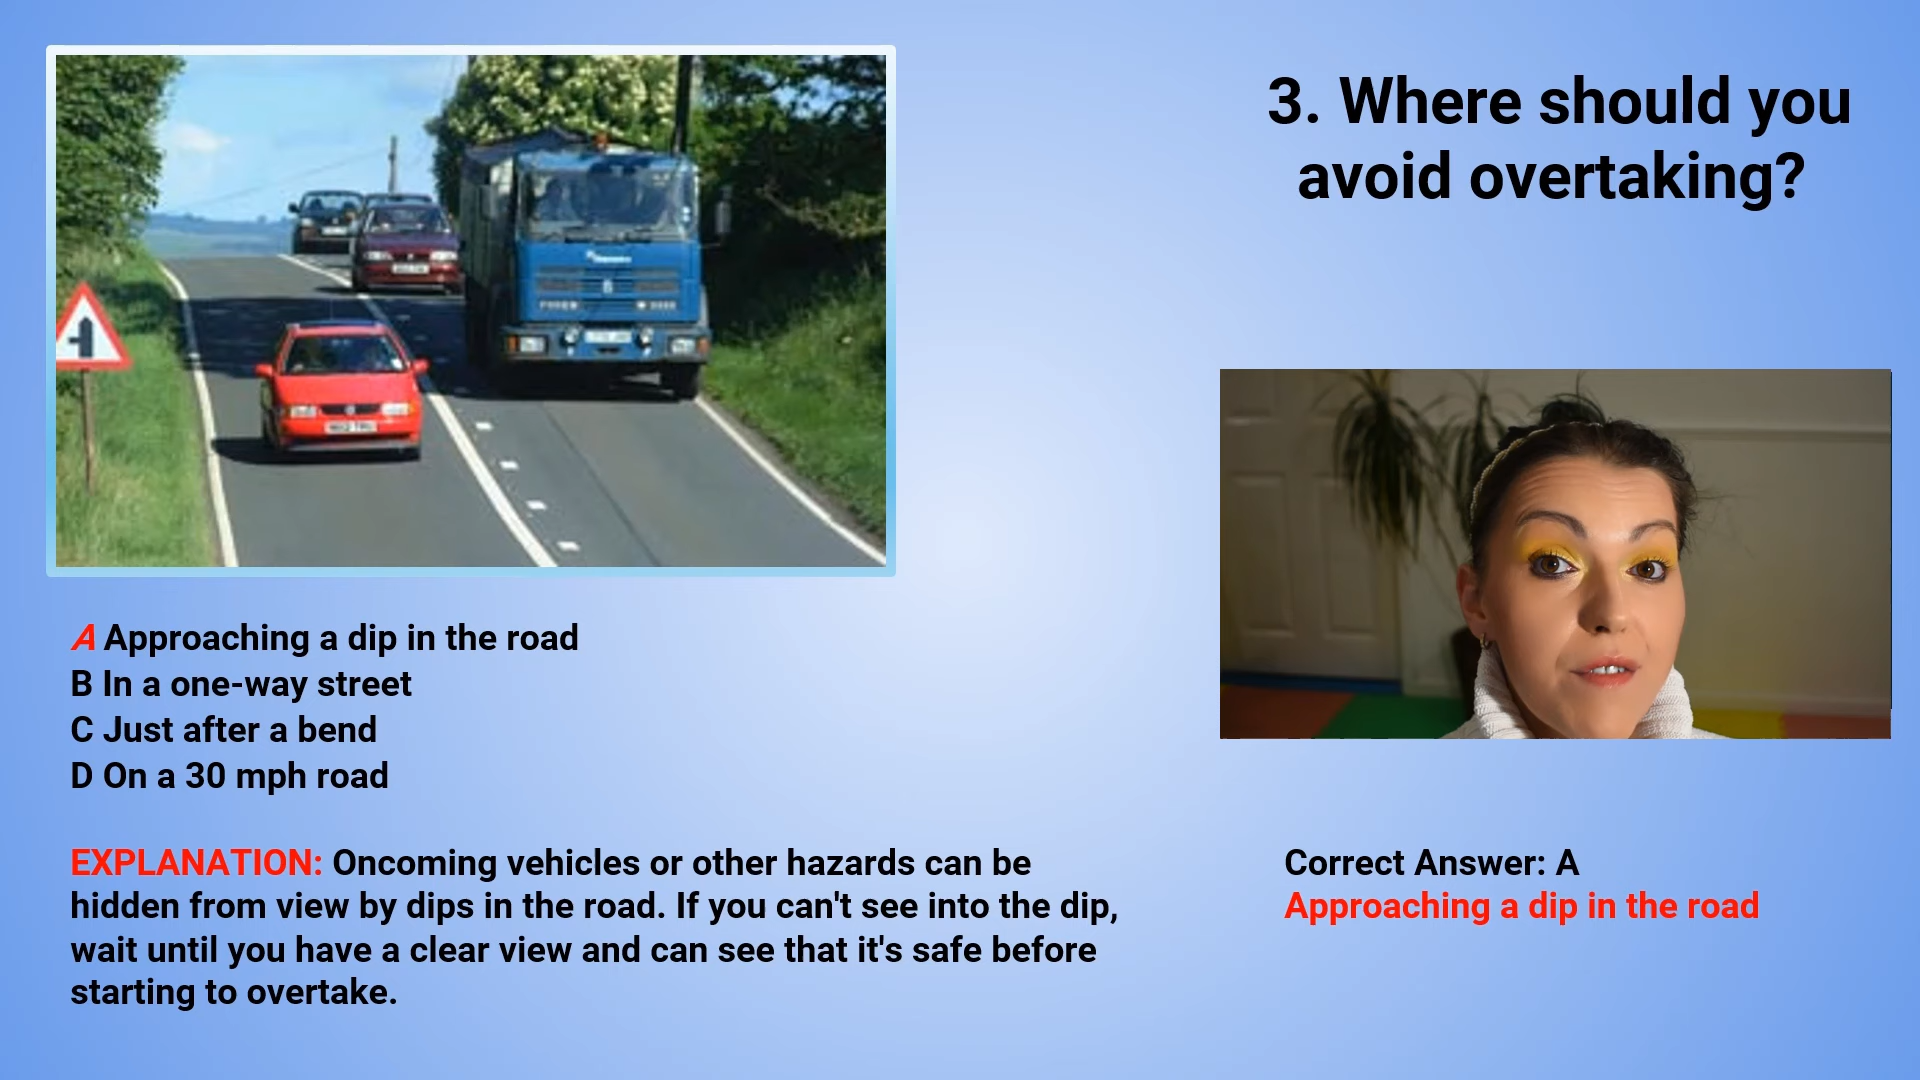 3. Where should you
avoid overtaking?
A Approaching a dip in the road
B In a one-way street
C Just after a bend
D On a 30 mph road
EXPLANATION: Oncoming vehicles or other hazards can be
hidden from view by dips in the road. If you can't see into the dip,
wait until you have a clear view and can see that it's safe before
starting to overtake.
Correct Answer: A
Approaching a dip in the road